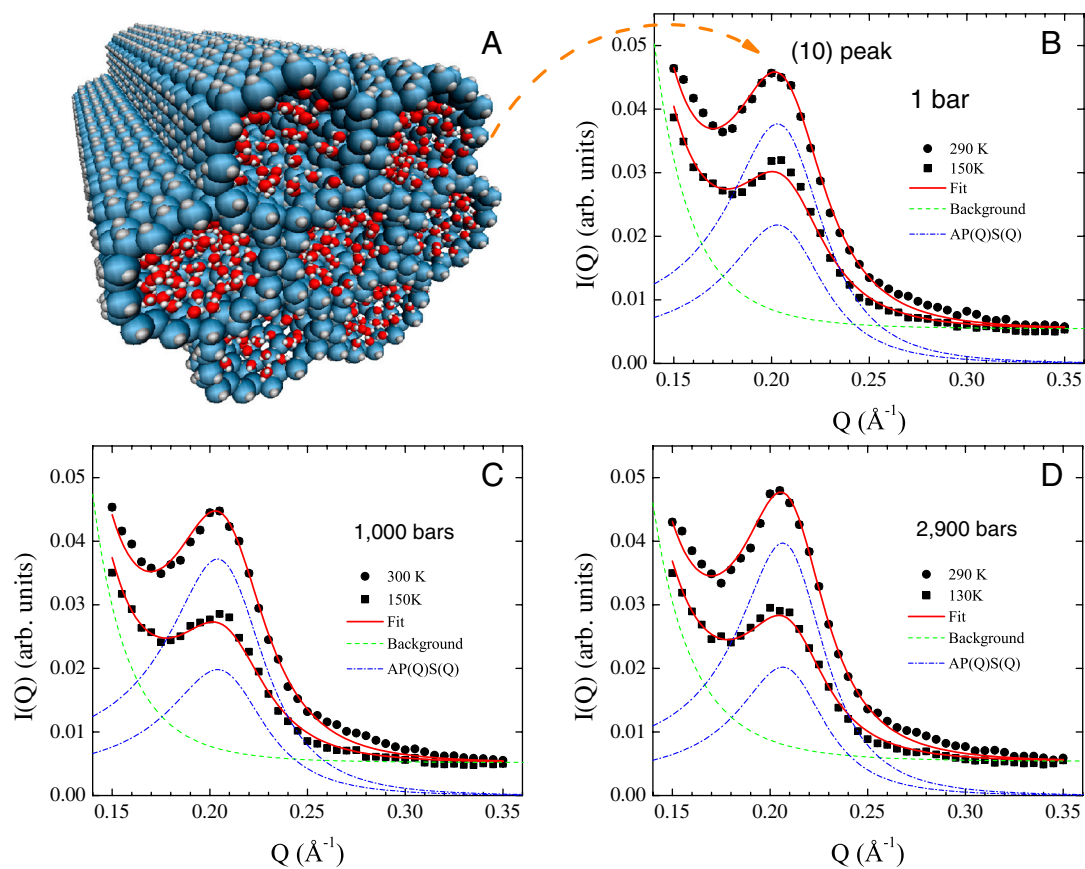 A
B
(10) peak
1 bar
290 K
150K
Fit
Background
AP(Q)S(Q)
I(Q) (arb. units)
0.05
0.04
0.03
0.02
0.01
0.00
0.15 0.20 0.25 0.30 0.35
Q (Å-1)
C
1,000 bars
300 K
150K
Fit
Background
AP(Q)S(Q)
I(Q) (arb. units)
0.05
0.04
0.03
0.02
0.01
0.00
0.15 0.20 0.25 0.30 0.35
Q (Å-1)
D
2,900 bars
290 K
130K
Fit
Background
AP(Q)S(Q)
I(Q) (arb. units)
0.05
0.04
0.03
0.02
0.01
0.00
0.15 0.20 0.25 0.30 0.35
Q (Å-1)